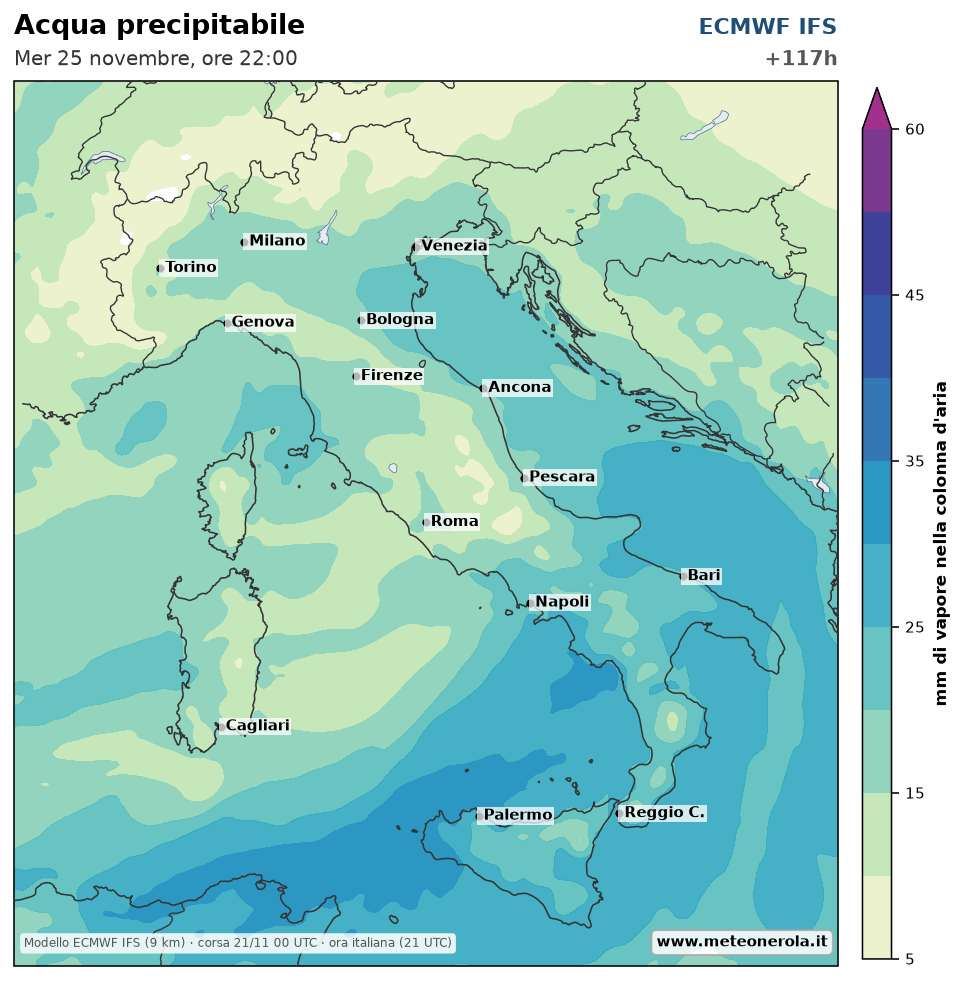 Acqua precipitabile
ECMWF IFS
Mer 25 novembre, ore 22:00
+117h
60
45
35
25
15
5
mm di vapore nella colonna d'aria
Milano
Venezia
Torino
Genova
Bologna
Firenze
Ancona
Pescara
Roma
Bari
Napoli
Cagliari
Palermo
Reggio C.
Modello ECMWF IFS (9 km) · corsa 21/11 00 UTC · ora italiana (21 UTC)
www.meteonerola.it